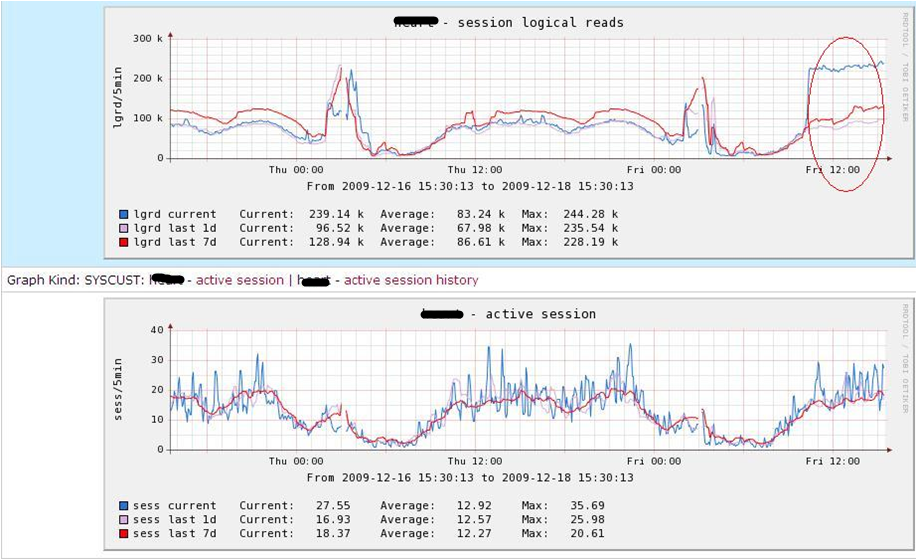 - session logical reads
300 k
200 k
100 k
0
lgrd/5min
Thu 00:00 Thu 12:00 Fri 00:00 Fri 12:00
From 2009-12-16 15:30:13 to 2009-12-18 15:30:13
lgrd current Current: 239.14 k Average: 83.24 k Max: 244.28 k
lgrd last 1d Current: 96.52 k Average: 67.98 k Max: 235.54 k
lgrd last 7d Current: 128.94 k Average: 86.61 k Max: 228.19 k
RRDTOOL / TOBI OETIKER
Graph Kind: SYSCUST: - active session | - active session history
- active session
40
30
20
10
0
sess/5min
Thu 00:00 Thu 12:00 Fri 00:00 Fri 12:00
From 2009-12-16 15:30:13 to 2009-12-18 15:30:13
sess current Current: 27.55 Average: 12.92 Max: 35.69
sess last 1d Current: 16.93 Average: 12.57 Max: 25.98
sess last 7d Current: 18.37 Average: 12.27 Max: 20.61
RRDTOOL / TOBI OETIKER